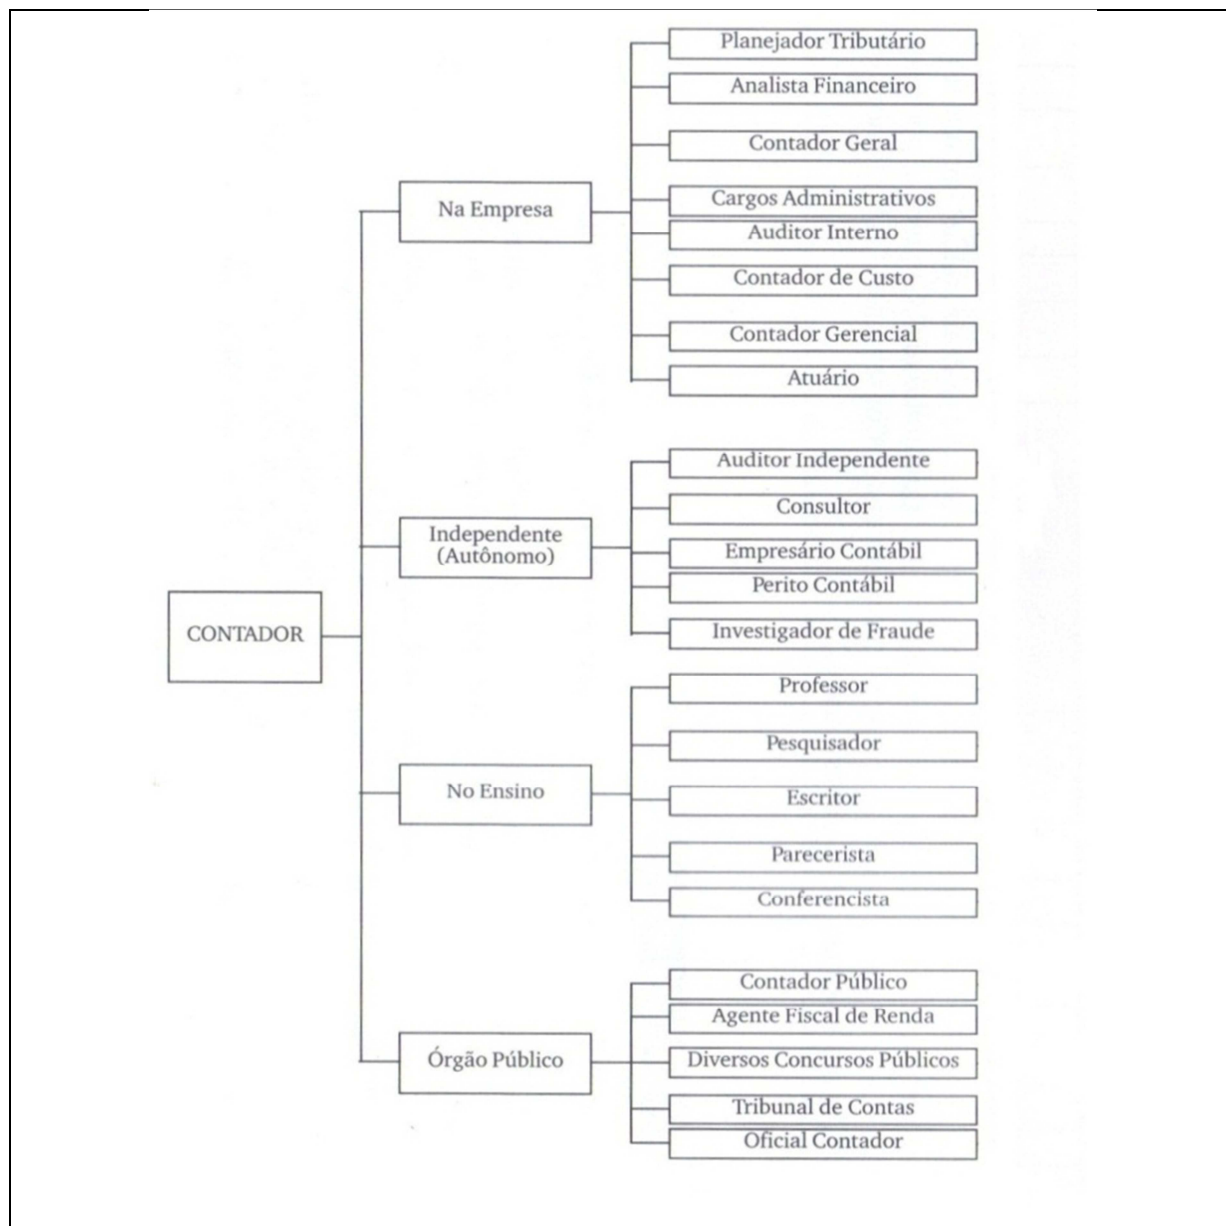 CONTADOR
Na Empresa
Planejador Tributário
Analista Financeiro
Contador Geral
Cargos Administrativos
Auditor Interno
Contador de Custo
Contador Gerencial
Atuário
Independente
(Autônomo)
Auditor Independente
Consultor
Empresário Contábil
Perito Contábil
Investigador de Fraude
No Ensino
Professor
Pesquisador
Escritor
Parecerista
Conferencista
Órgão Público
Contador Público
Agente Fiscal de Renda
Diversos Concursos Públicos
Tribunal de Contas
Oficial Contador